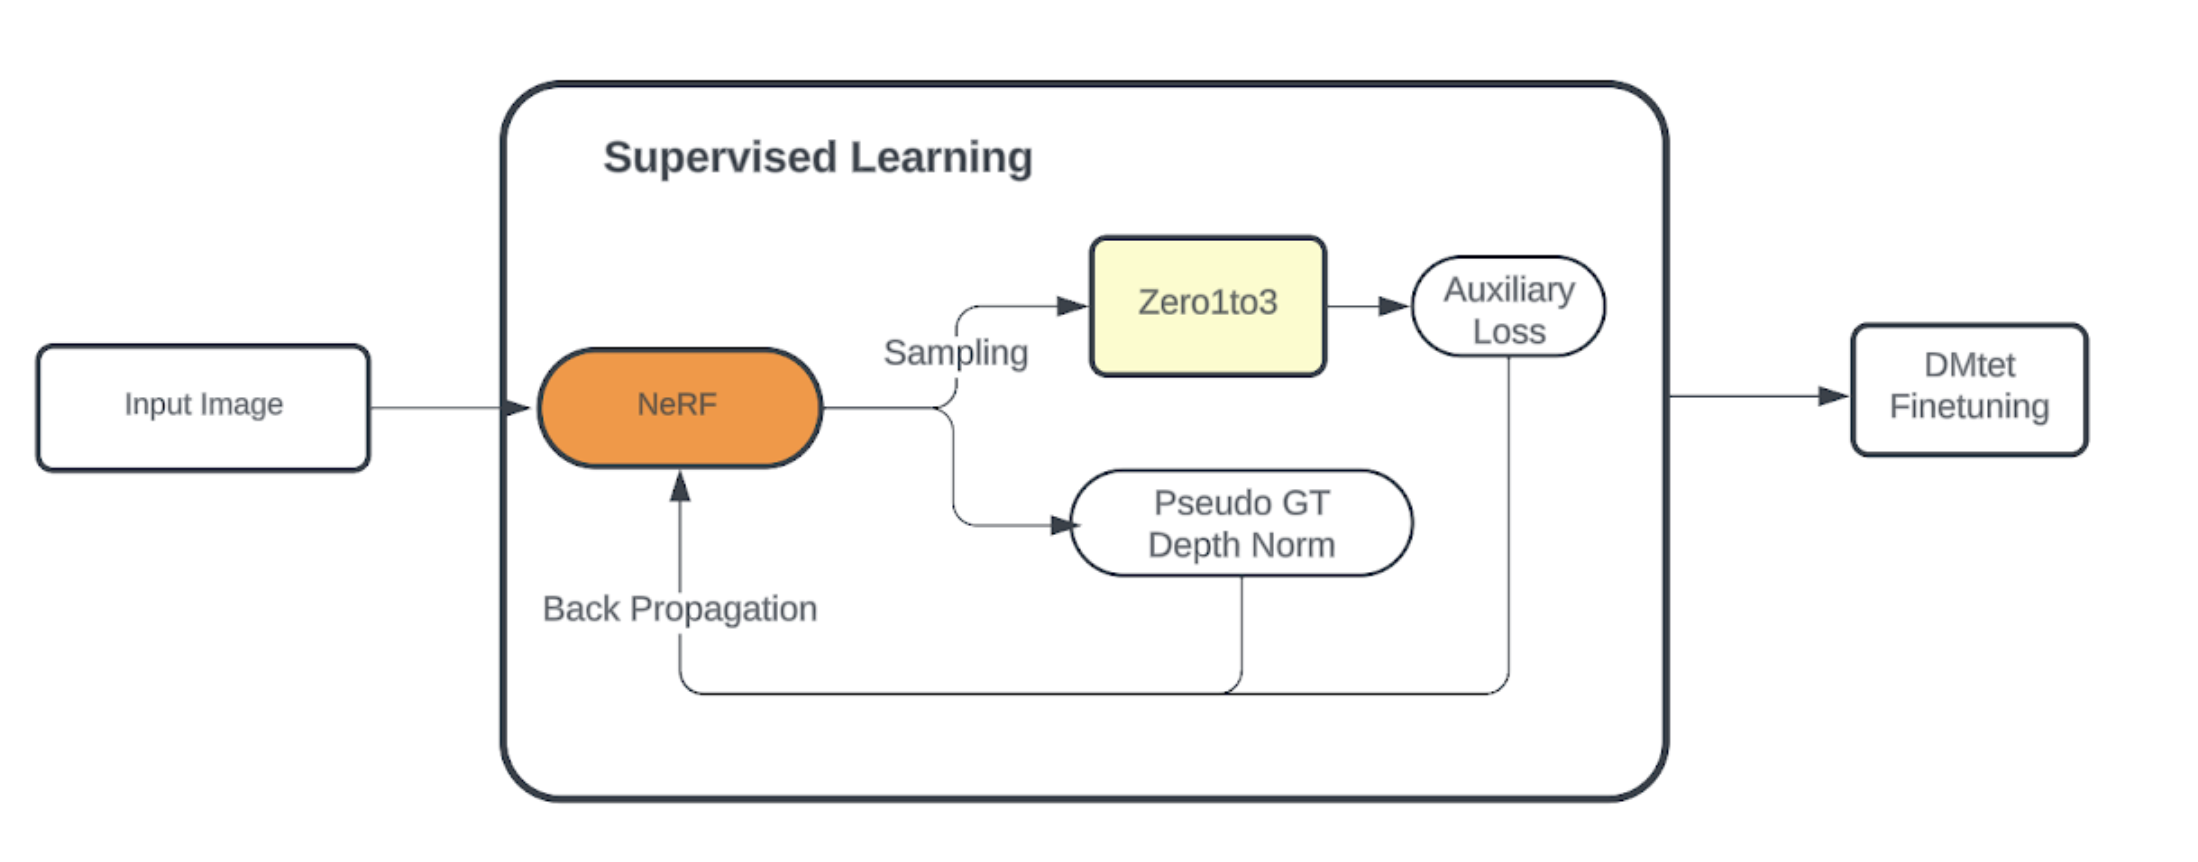 Supervised Learning
Input Image
NeRF
Sampling
Zero1to3
Auxiliary
Loss
Pseudo GT
Depth Norm
Back Propagation
DMtet
Finetuning